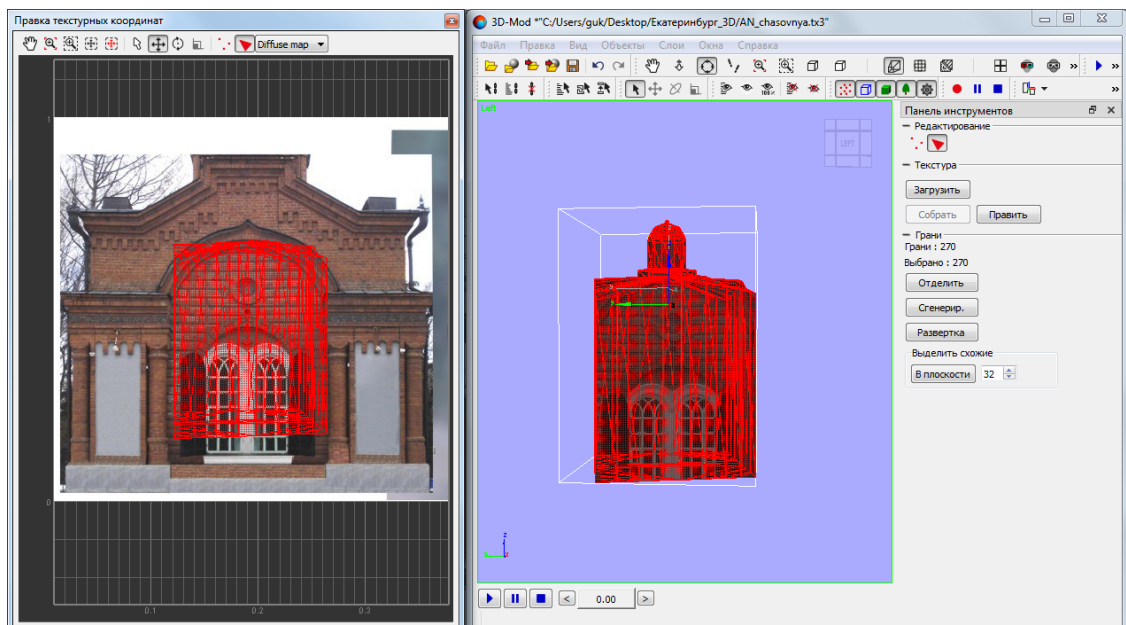 Правка текстурных координат
Diffuse map
1
0
0.1
0.2
0.3
3D-Mod *"C:/Users/guk/Desktop/Екатеринбург_3D/AN_chasovnya.tx3"
Файл Правка Вид Объекты Слои Окна Справка
100%
Left
LEFT
z
0.00
Панель инструментов
Редактирование
Текстура
Загрузить
Собрать Править
Грани
Грани : 270
Выбрано : 270
Отделить
Сгенерир.
Развертка
Выделить схожие
В плоскости 32